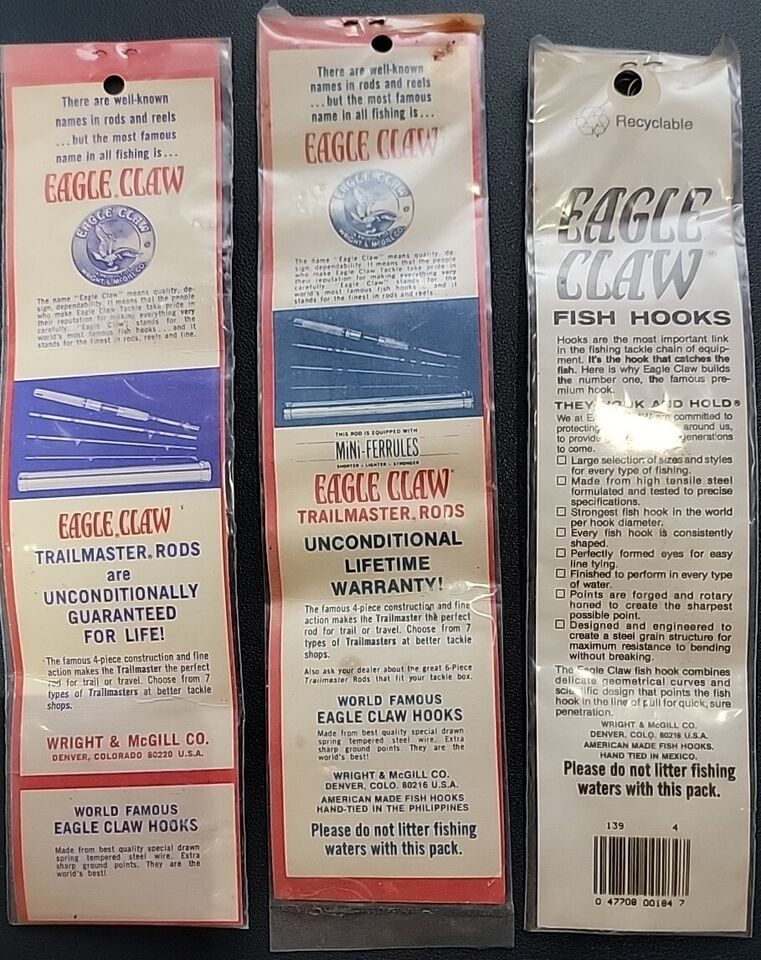 There are well-known
names in rods and reels
...but the most famous
name in all fishing is...
EAGLE CLAW
EAGLE CLAW
WRIGHT & McGILL CO.
The name "Eagle Claw" means quality, de-
sign, dependability. It means that the people
who make Eagle Claw Tackle take pride in
their reputation for making everything very
carefully. "Eagle Claw" stands for the
world's most famous fish hooks... and it
stands for the finest in rods, reels and line.
EAGLE CLAW
TRAILMASTER® RODS
are
UNCONDITIONALLY
GUARANTEED
FOR LIFE!
The famous 4-piece construction and fine
action makes the Trailmaster the perfect
rod for trail or travel. Choose from 7
types of Trailmasters at better tackle
shops.
WRIGHT & McGILL CO.
DENVER, COLORADO 80220 U.S.A.
WORLD FAMOUS
EAGLE CLAW HOOKS
Made from best quality special drawn
spring tempered steel wire. Extra
sharp ground points. They are the
world's best!
There are well-known
names in rods and reels
...but the most famous
name in all fishing is...
EAGLE CLAW
EAGLE CLAW
WRIGHT & McGILL CO.
The name "Eagle Claw" means quality, de-
sign, dependability. It means that the people
who make Eagle Claw Tackle take pride in
their reputation for making everything very
carefully. "Eagle Claw" stands for the
world's most famous fish hooks... and it
stands for the finest in rods and reels.
THIS ROD IS EQUIPPED WITH
MiNi-FERRULES
SHORTER - LIGHTER - STRONGER
EAGLE CLAW®
TRAILMASTER® RODS
UNCONDITIONAL
LIFETIME
WARRANTY!
The famous 4-piece construction and fine
action makes the Trailmaster the perfect
rod for trail or travel. Choose from 7
types of Trailmasters at better tackle
shops.
Also ask your dealer about the great 6-Piece
Trailmaster Rods that fit your tackle box.
WORLD FAMOUS
EAGLE CLAW HOOKS
Made from best quality special drawn
spring tempered steel wire. Extra
sharp ground points. They are the
world's best!
WRIGHT & McGILL CO.
DENVER, COLO. 80216 U.S.A.
AMERICAN MADE FISH HOOKS
HAND-TIED IN THE PHILIPPINES
Please do not litter fishing
waters with this pack.
Recyclable
EAGLE
CLAW®
FISH HOOKS
Hooks are the most important link
in the fishing tackle chain of equip-
ment. It's the hook that catches the
fish. Here is why Eagle Claw builds
the number one, the famous pre-
mium hook.
THEY HOOK AND HOLD®
We at committed to
protecting around us,
to provide generations
to come.
☐ Large selection of sizes and styles
for every type of fishing.
☐ Made from high tensile steel
formulated and tested to precise
specifications.
☐ Strongest fish hook in the world
per hook diameter.
☐ Every fish hook is consistently
shaped.
☐ Perfectly formed eyes for easy
line tying.
☐ Finished to perform in every type
of water.
☐ Points are forged and rotary
honed to create the sharpest
possible point.
☐ Designed and engineered to
create a steel grain structure for
maximum resistance to bending
without breaking.
The Eagle Claw fish hook combines
delicate geometrical curves and
scientific design that points the fish
hook in the line of pull for quick, sure
penetration.
WRIGHT & McGILL CO.
DENVER, COLO. 80216 U.S.A.
AMERICAN MADE FISH HOOKS.
HAND TIED IN MEXICO.
Please do not litter fishing
waters with this pack.
139 4
0 47708 00184 7